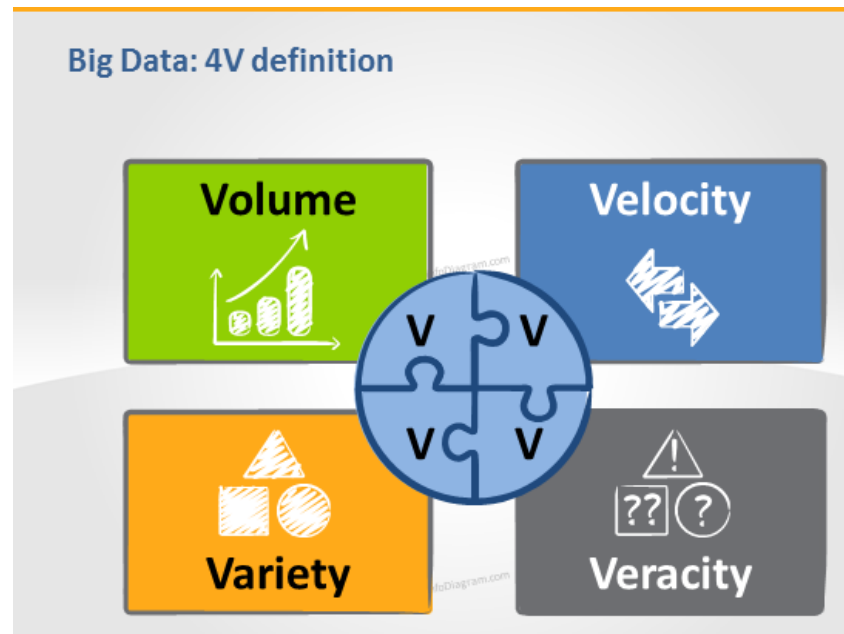 Big Data: 4V definition
Volume
Velocity
V
V
V
V
!
??
?
Variety
Veracity